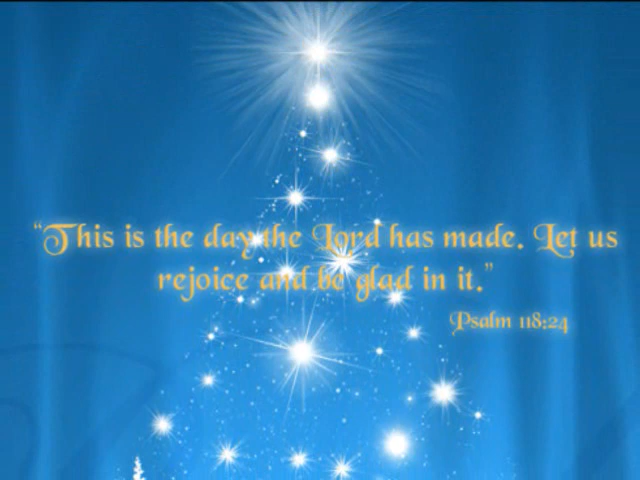 “This is the day the Lord has made. Let us
rejoice and be glad in it.”
Psalm 118:24